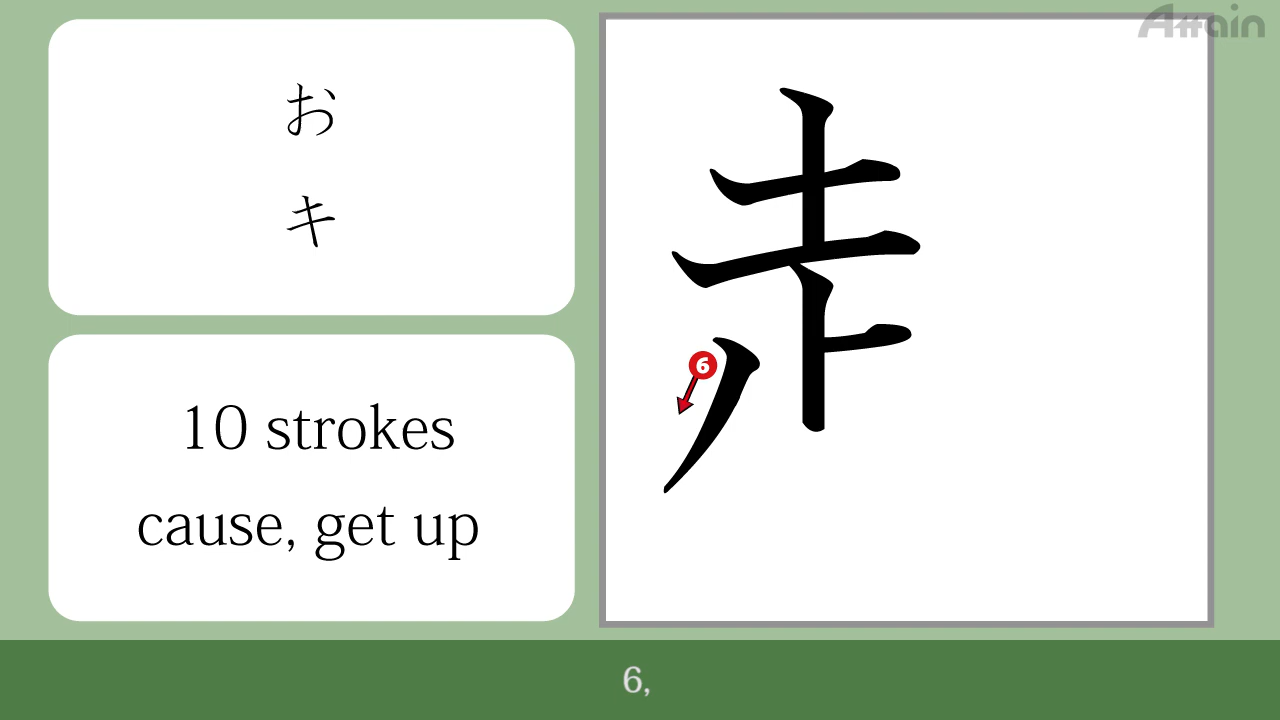 Attain
お
キ
10 strokes
cause, get up
6
6,